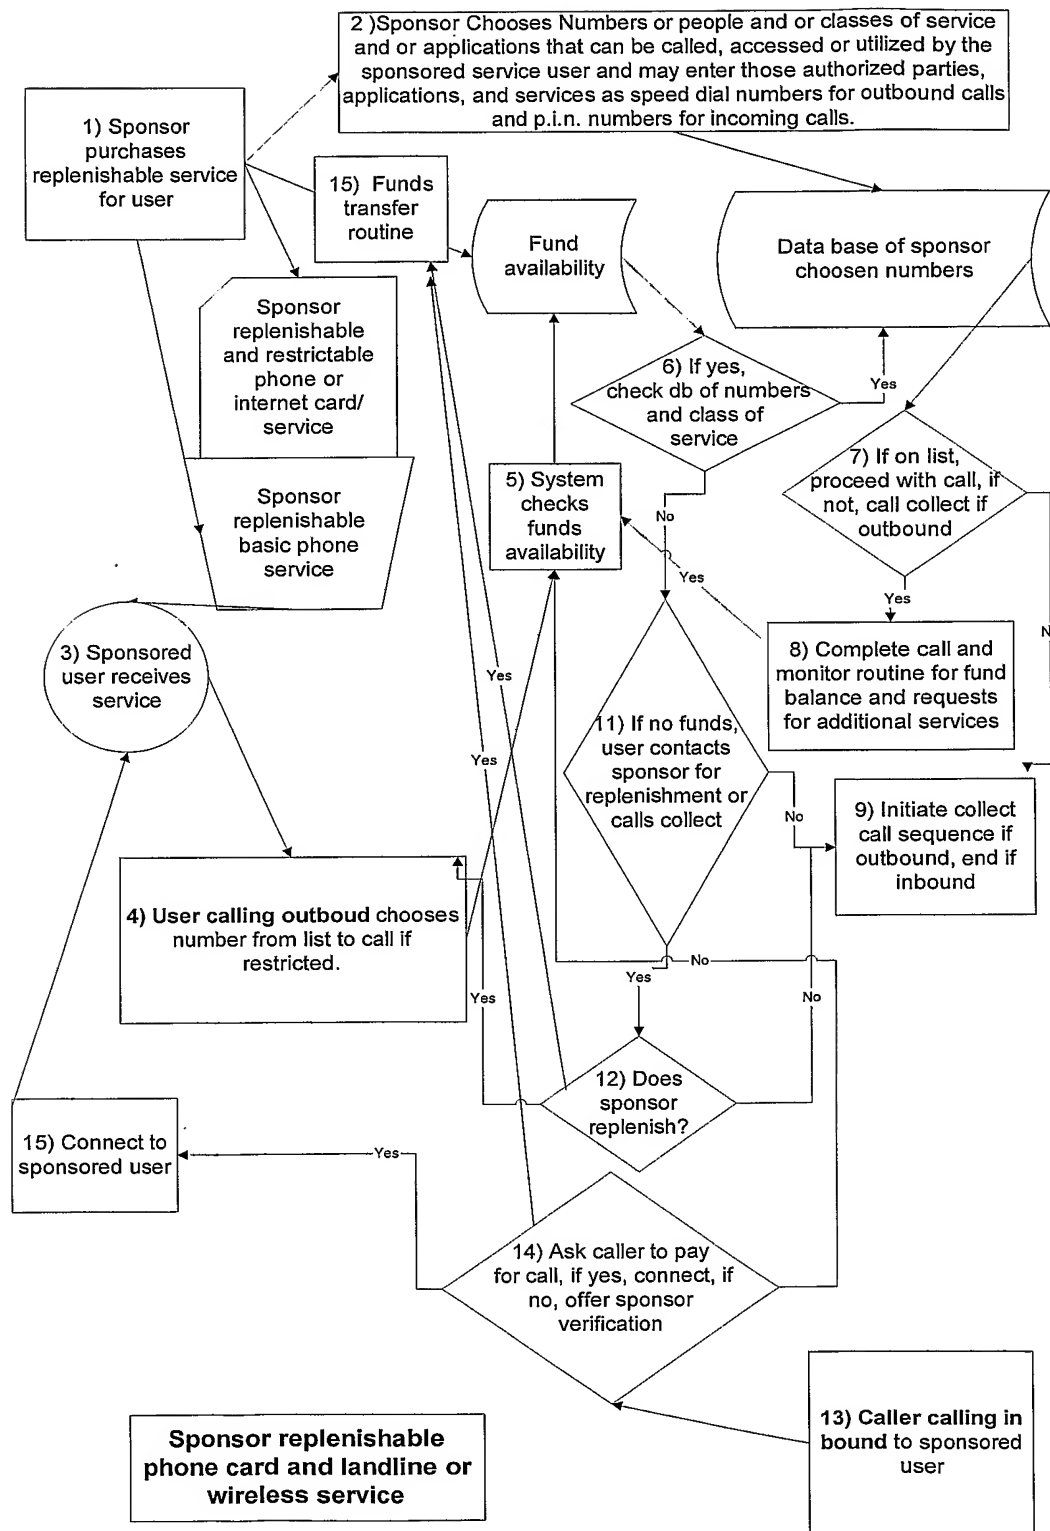 2 )Sponsor Chooses Numbers or people and or classes of service
and or applications that can be called, accessed or utilized by the
sponsored service user and may enter those authorized parties,
applications, and services as speed dial numbers for outbound calls
and p.i.n. numbers for incoming calls.
1) Sponsor
purchases
replenishable service
for user
15) Funds
transfer
routine
Fund
availability
Data base of sponsor
choosen numbers
Sponsor
replenishable
and restrictable
phone or
internet card/
service
6) If yes,
check db of numbers
and class of
service
Yes
7) If on list,
proceed with call, if
not, call collect if
outbound
5) System
checks
funds
availability
Sponsor
replenishable
basic phone
service
No
Yes
Yes
N
3) Sponsored
user receives
service
8) Complete call and
monitor routine for fund
balance and requests
for additional services
Yes
11) If no funds,
user contacts
sponsor for
replenishment or
calls collect
Yes
No
9) Initiate collect
call sequence if
outbound, end if
inbound
4) User calling outboud chooses
number from list to call if
restricted.
No
Yes
Yes
No
12) Does
sponsor
replenish?
15) Connect to
sponsored user
Yes
14) Ask caller to pay
for call, if yes, connect, if
no, offer sponsor
verification
13) Caller calling in
bound to sponsored
user
Sponsor replenishable
phone card and landline or
wireless service